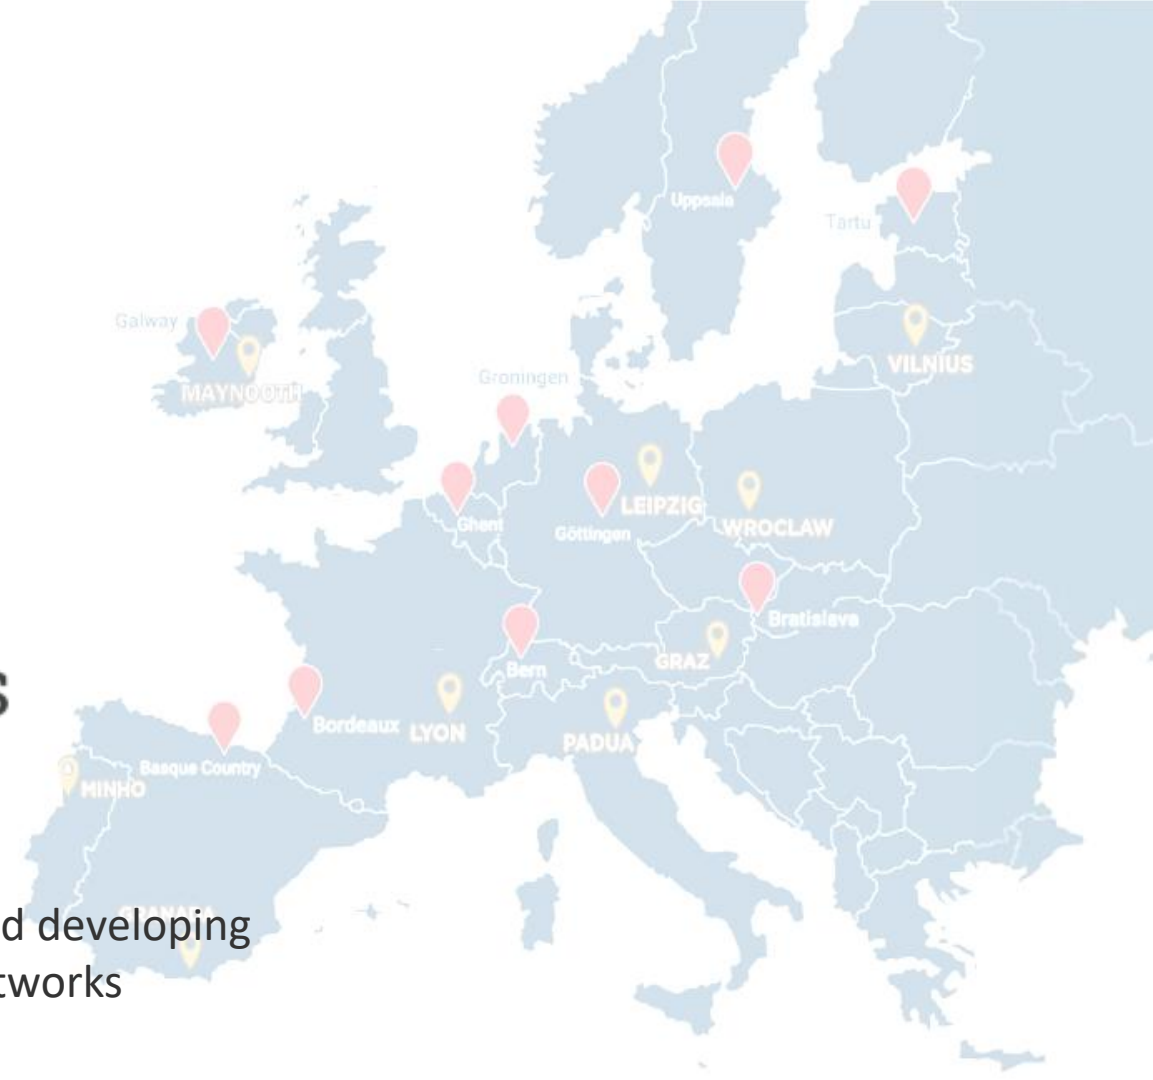 Uppsala
Tartu
Galway
MAYNOOTH
VILNIUS
Groningen
LEIPZIG
Ghent
Göttingen
WROCLAW
Bratislava
Bern
GRAZ
s
Bordeaux
LYON
PADUA
Basque Country
MINHO
GRANADA
d developing
tworks